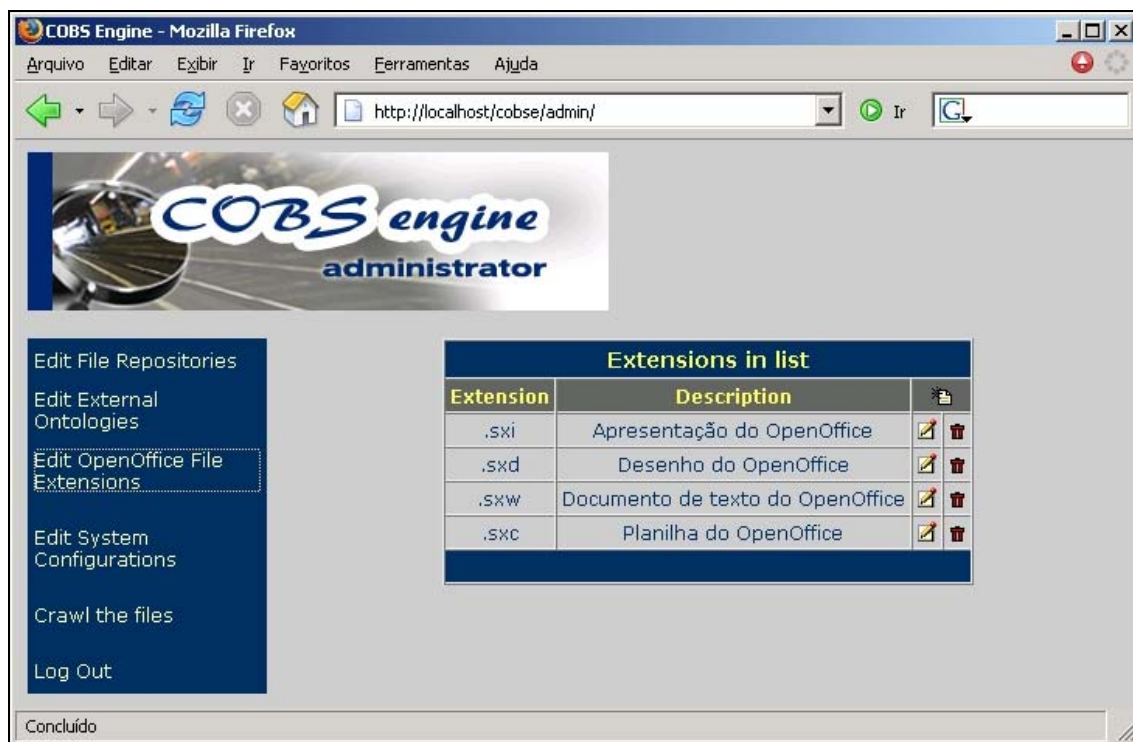 COBS Engine - Mozilla Firefox
Arquivo Editar Exibir Ir Favoritos Ferramentas Ajuda
http://localhost/cobse/admin/ Ir G
COBS engine
administrator
Edit File Repositories
Edit External
Ontologies
Edit OpenOffice File
Extensions
Edit System
Configurations
Crawl the files
Log Out
Extensions in list
Extension Description
.sxi Apresentação do OpenOffice
.sxd Desenho do OpenOffice
.sxw Documento de texto do OpenOffice
.sxc Planilha do OpenOffice
Concluído